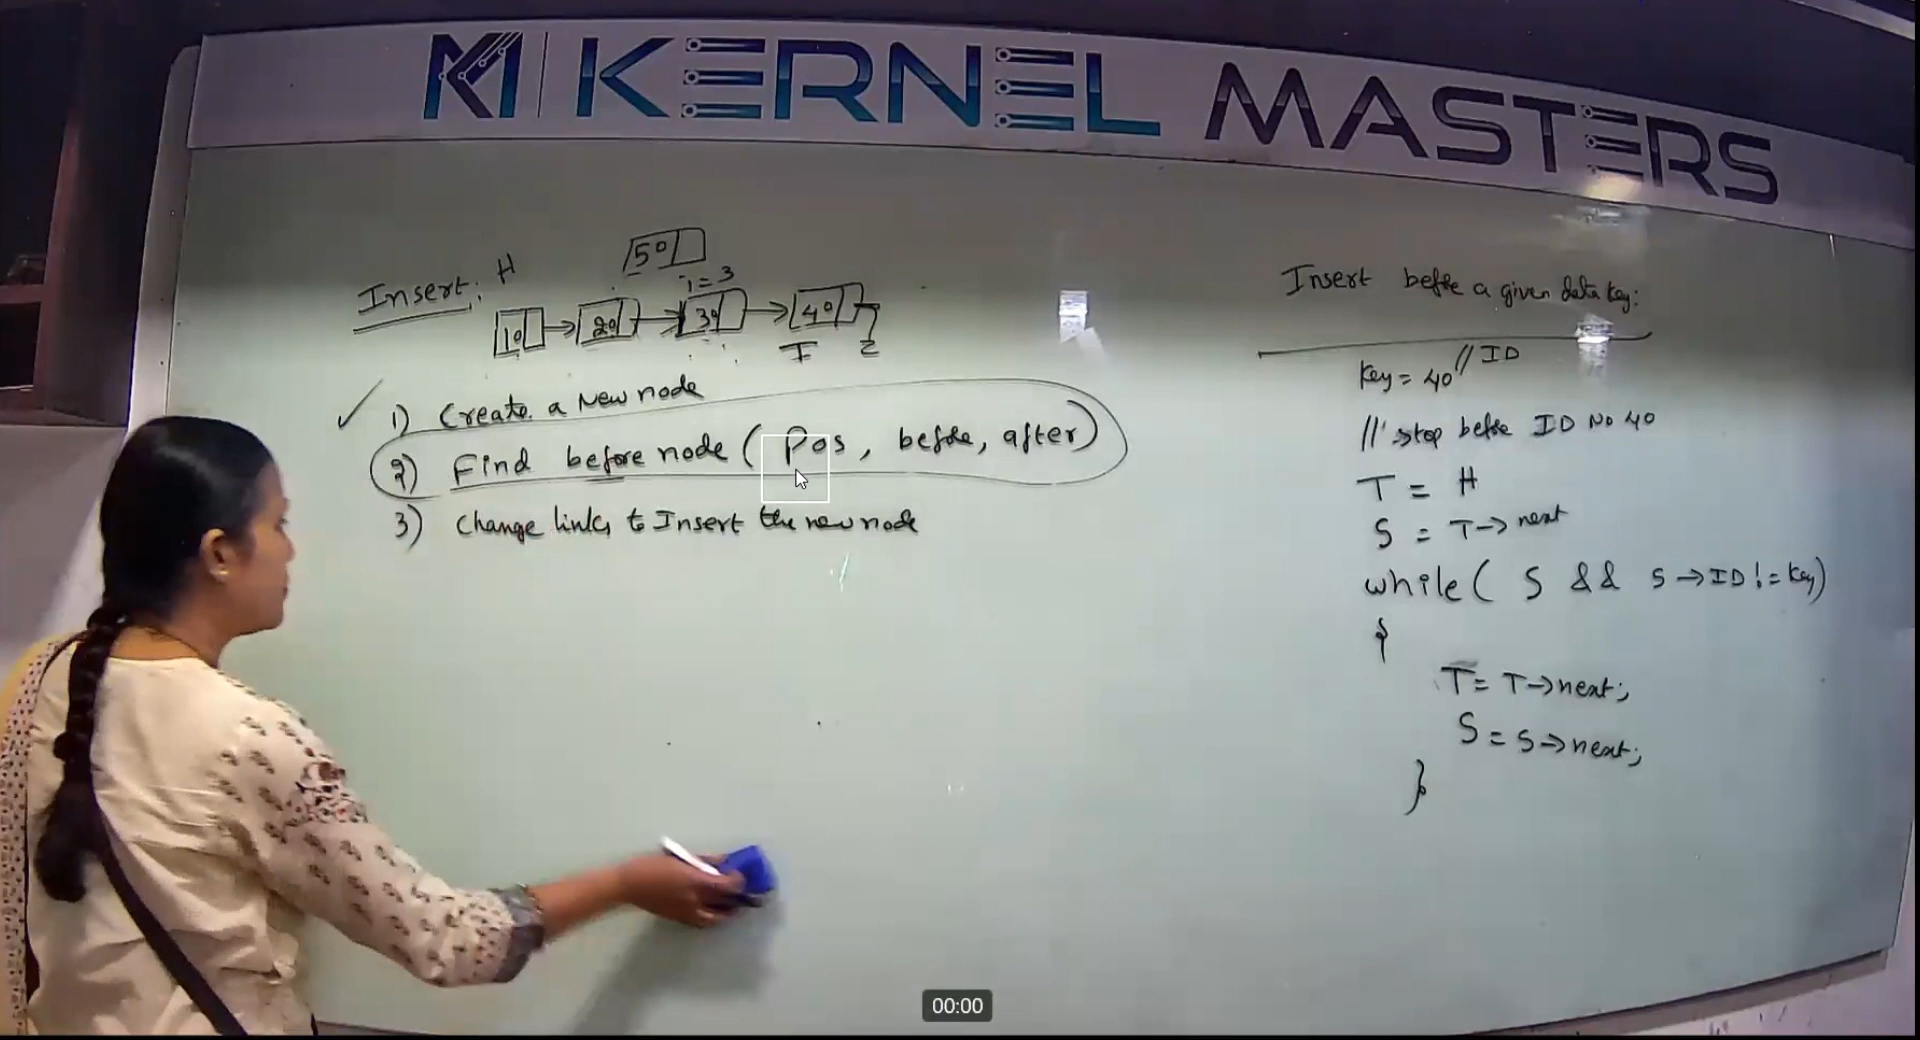 KERNEL MASTERS
50
i = 3
Insert: H
10 20 30 40
T
1) Create a New node
2) Find before node ( Pos, before, after)
3) Change links to Insert the new node
Insert before a given data key:
Key = 40 // ID
// stop before ID No 40
T = H
S = T->next
while( S && S->ID != Key)
{
T = T->next;
S = S->next;
}
00:00